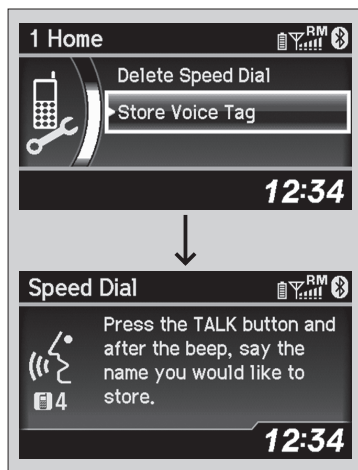 1 Home
RM
Delete Speed Dial
Store Voice Tag
12:34
Speed Dial
RM
Press the TALK button and
after the beep, say the
name you would like to
store.
4
12:34